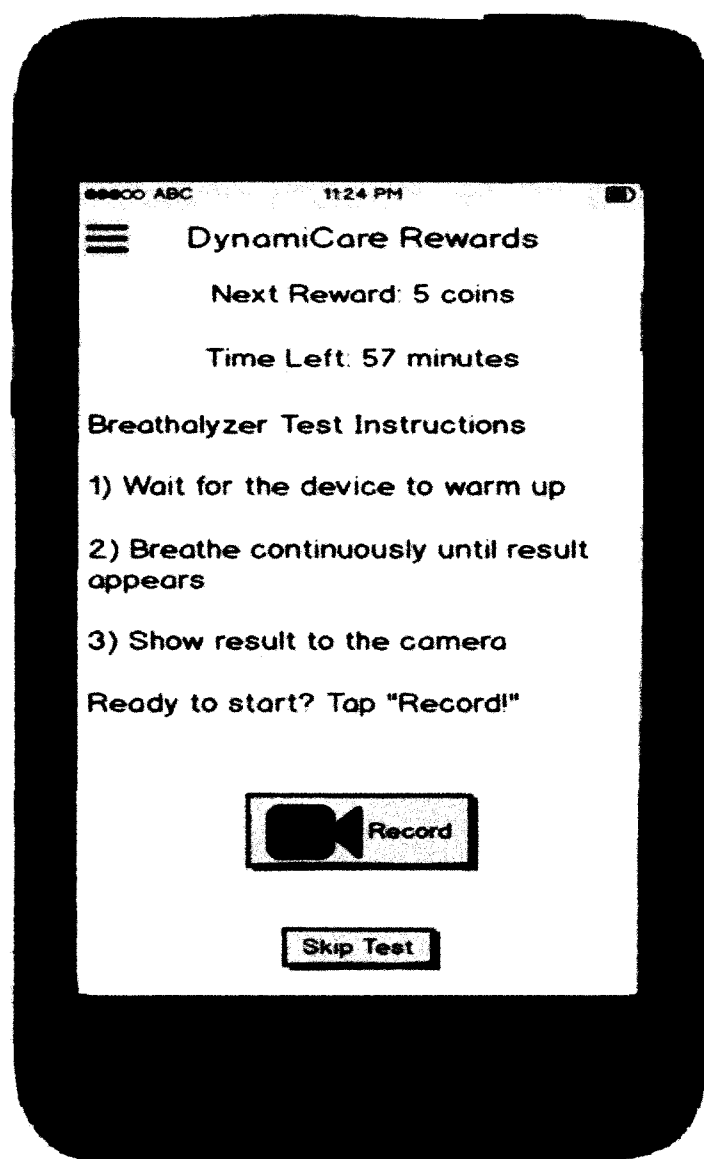 ABC 11:24 PM
DynamiCare Rewards
Next Reward: 5 coins
Time Left: 57 minutes
Breathalyzer Test Instructions
1) Wait for the device to warm up
2) Breathe continuously until result
appears
3) Show result to the camera
Ready to start? Tap "Record!"
Record
Skip Test